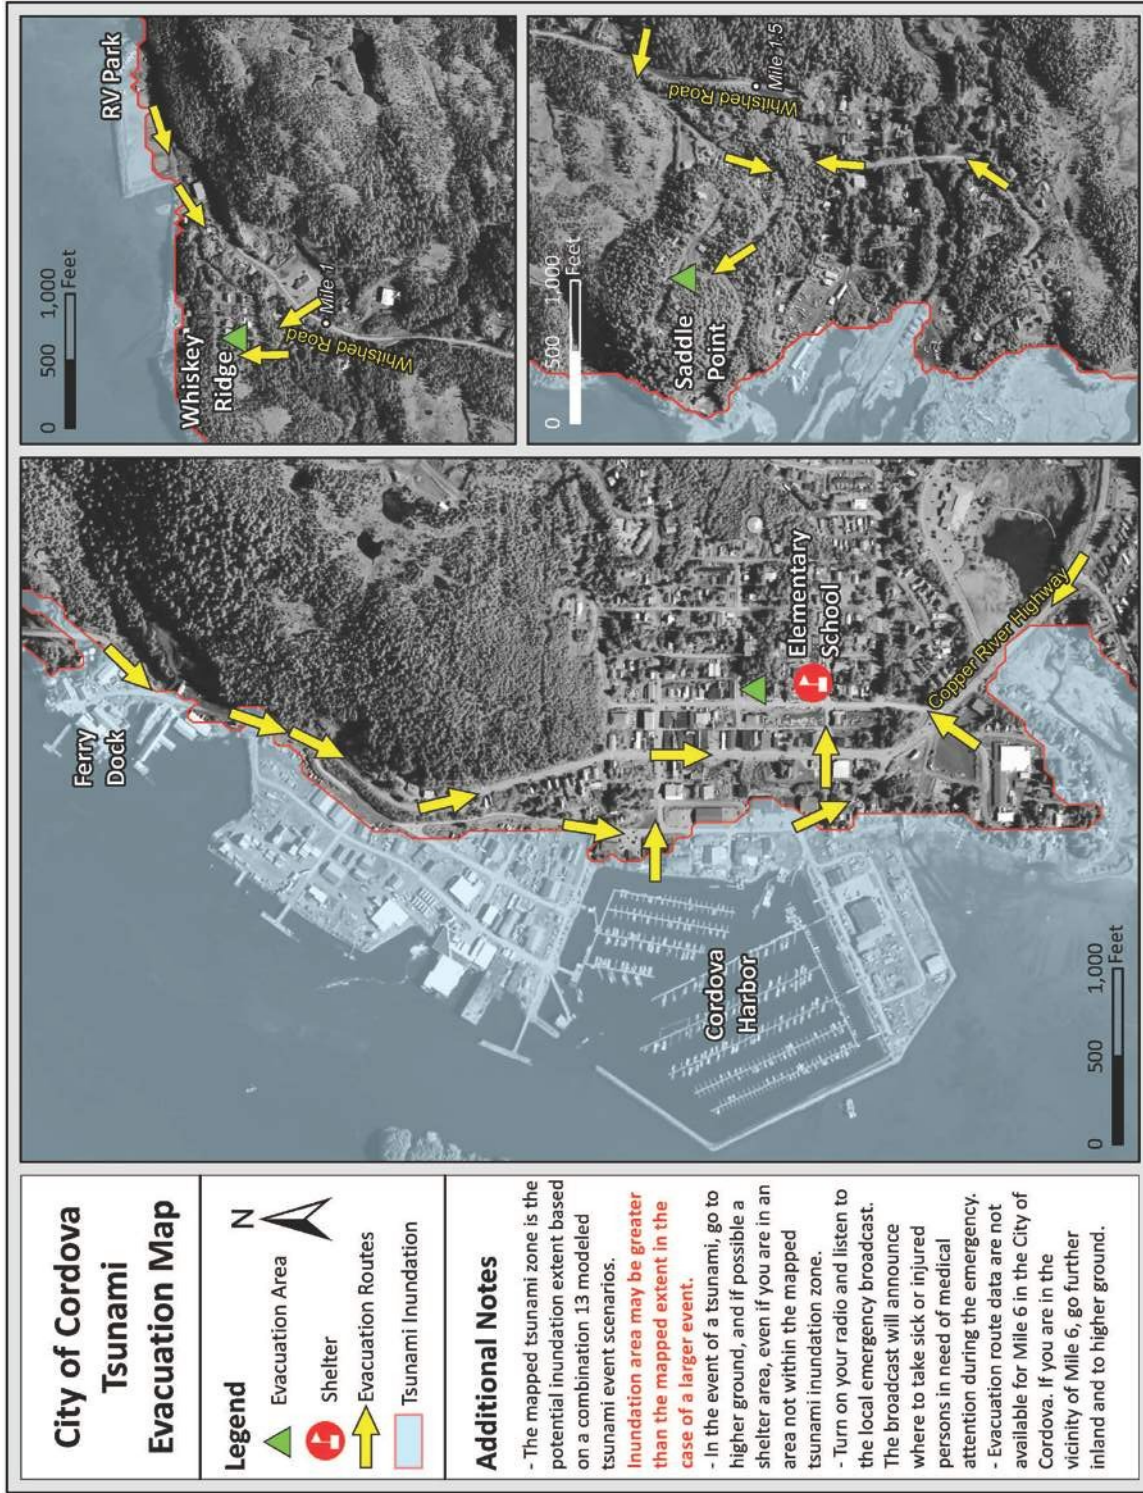 City of Cordova
Tsunami
Evacuation Map
Legend
N
Evacuation Area
Shelter
Evacuation Routes
Tsunami Inundation
Additional Notes
- The mapped tsunami zone is the
potential inundation extent based
on a combination 13 modeled
tsunami event scenarios.
Inundation area may be greater
than the mapped extent in the
case of a larger event.
- In the event of a tsunami, go to
higher ground, and if possible a
shelter area, even if you are in an
area not within the mapped
tsunami inundation zone.
- Turn on your radio and listen to
the local emergency broadcast.
The broadcast will announce
where to take sick or injured
persons in need of medical
attention during the emergency.
- Evacuation route data are not
available for Mile 6 in the City of
Cordova. If you are in the
vicinity of Mile 6, go further
inland and to higher ground.
Ferry
Dock
Cordova
Harbor
Elementary
School
Copper River Highway
0 500 1,000
Feet
0 500 1,000
Feet
RV Park
Whiskey
Ridge
Mile 1
Whitshed Road
0 500 1,000
Feet
Saddle
Point
Whitshed Road
Mile 1.5